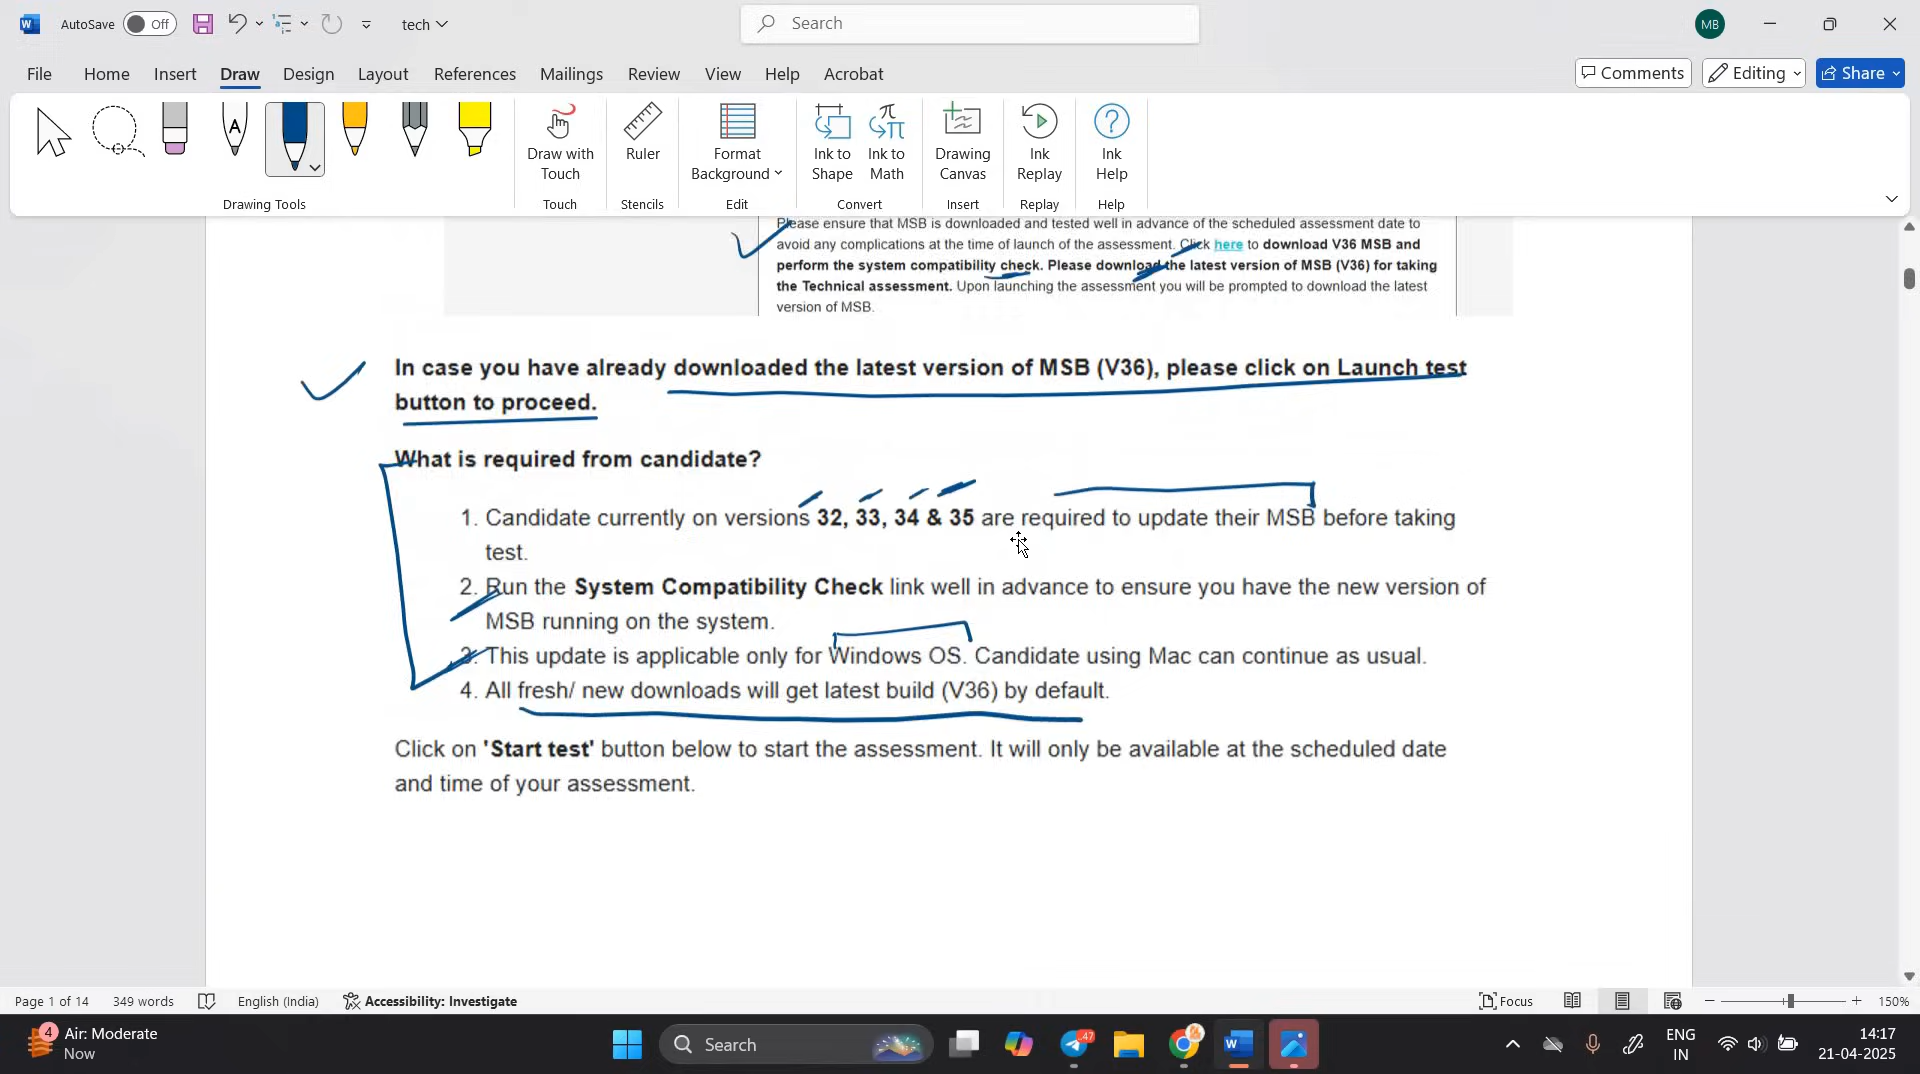 AutoSave Off tech Search MB
File Home Insert Draw Design Layout References Mailings Review View Help Acrobat Comments Editing Share
Draw with Touch
Ruler
Format Background
Ink to Shape
Ink to Math
Drawing Canvas
Ink Replay
Ink Help
Drawing Tools Touch Stencils Edit Convert Insert Replay Help
Please ensure that MSB is downloaded and tested well in advance of the scheduled assessment date to
avoid any complications at the time of launch of the assessment. Click here to download V36 MSB and
perform the system compatibility check. Please download the latest version of MSB (V36) for taking
the Technical assessment. Upon launching the assessment you will be prompted to download the latest
version of MSB.
In case you have already downloaded the latest version of MSB (V36), please click on Launch test
button to proceed.
What is required from candidate?
1. Candidate currently on versions 32, 33, 34 & 35 are required to update their MSB before taking
test.
2. Run the System Compatibility Check link well in advance to ensure you have the new version of
MSB running on the system.
3. This update is applicable only for Windows OS. Candidate using Mac can continue as usual.
4. All fresh/ new downloads will get latest build (V36) by default.
Click on 'Start test' button below to start the assessment. It will only be available at the scheduled date
and time of your assessment.
Page 1 of 14 349 words English (India) Accessibility: Investigate Focus 150%
4 Air: Moderate
Now
Search
47
ENG
IN
14:17
21-04-2025